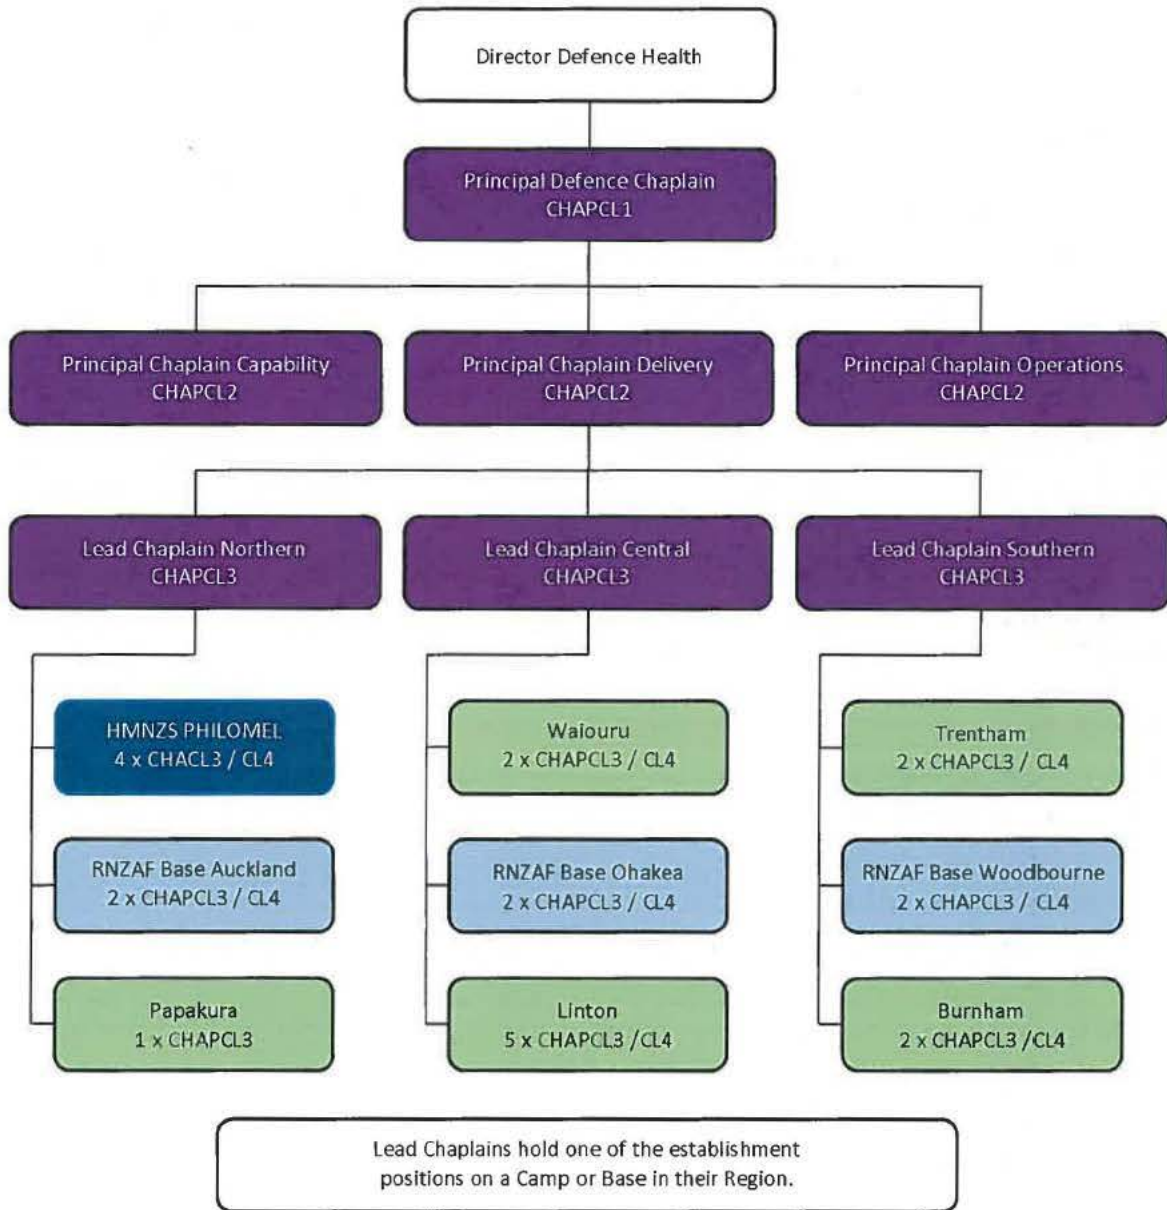 Director Defence Health
Principal Defence Chaplain
CHAPCL1
Principal Chaplain Capability
CHAPCL2
Principal Chaplain Delivery
CHAPCL2
Principal Chaplain Operations
CHAPCL2
Lead Chaplain Northern
CHAPCL3
Lead Chaplain Central
CHAPCL3
Lead Chaplain Southern
CHAPCL3
HMNZS PHILOMEL
4 x CHACL3 / CL4
RNZAF Base Auckland
2 x CHAPCL3 / CL4
Papakura
1 x CHAPCL3
Waiouru
2 x CHAPCL3 / CL4
RNZAF Base Ohakea
2 x CHAPCL3 / CL4
Linton
5 x CHAPCL3 /CL4
Trentham
2 x CHAPCL3 / CL4
RNZAF Base Woodbourne
2 x CHAPCL3 / CL4
Burnham
2 x CHAPCL3 /CL4
Lead Chaplains hold one of the establishment
positions on a Camp or Base in their Region.